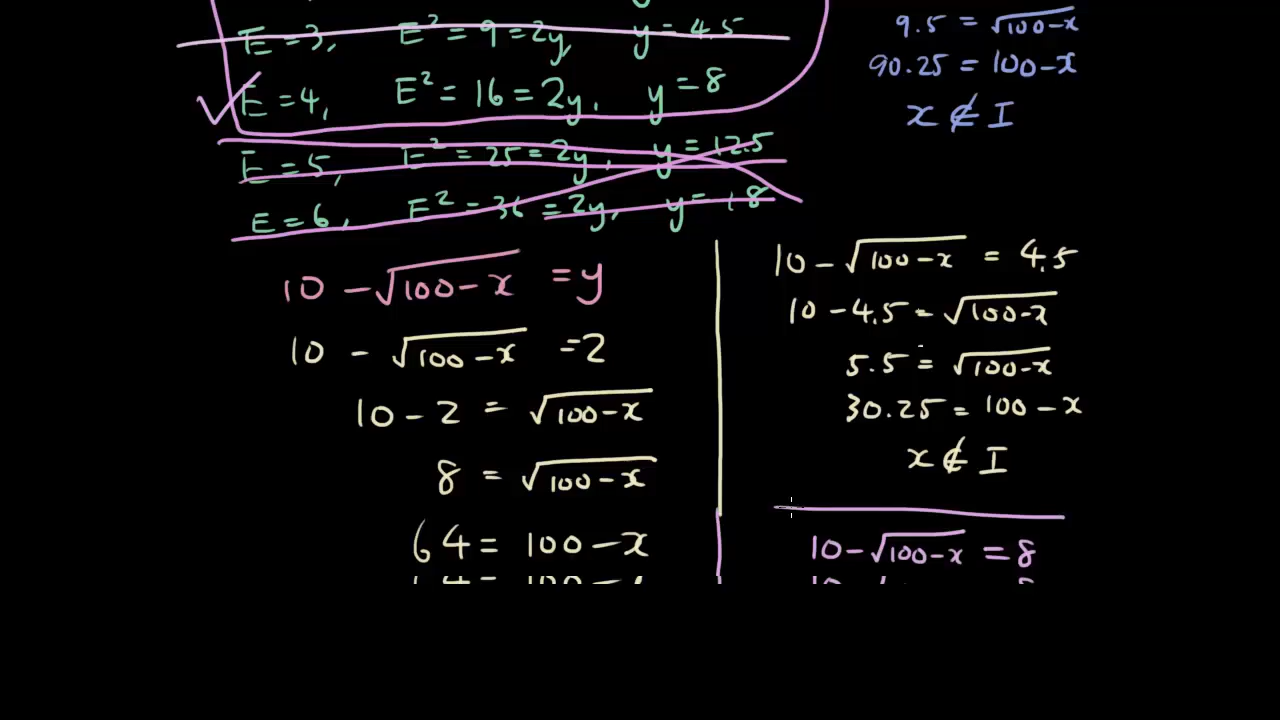 E = 3, E² = 9 = 2y, y = 4.5
E = 4, E² = 16 = 2y, y = 8
E = 5, E² = 25 = 2y, y = 12.5
E = 6, E² = 36 = 2y, y = 18
10 - √100-x = y
10 - √100-x = 2
10 - 2 = √100-x
8 = √100-x
64 = 100 - x
9.5 = √100-x
90.25 = 100-x
x ∉ I
10 - √100-x = 4.5
10 - 4.5 = √100-x
5.5 = √100-x
30.25 = 100 - x
x ∉ I
10 - √100-x = 8